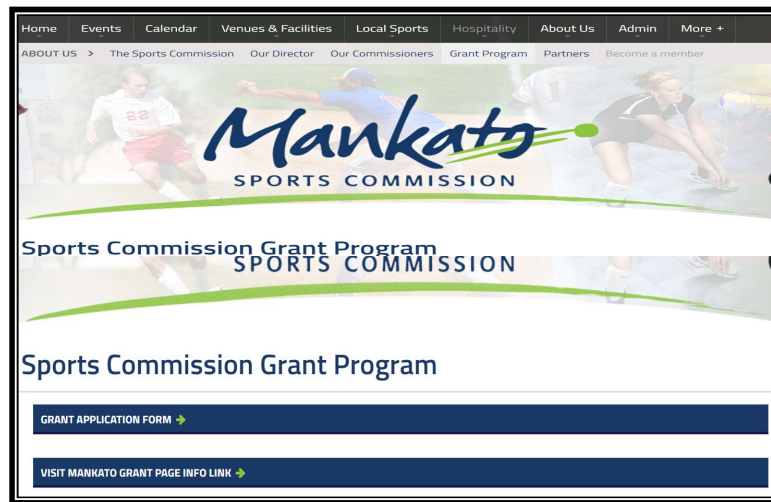 Home Events Calendar Venues & Facilities Local Sports Hospitality About Us Admin More +
ABOUT US > The Sports Commission Our Director Our Commissioners Grant Program Partners Become a member
22
Mankato
SPORTS COMMISSION
Sports Commission Grant Program
SPORTS COMMISSION
Sports Commission Grant Program
GRANT APPLICATION FORM
VISIT MANKATO GRANT PAGE INFO LINK